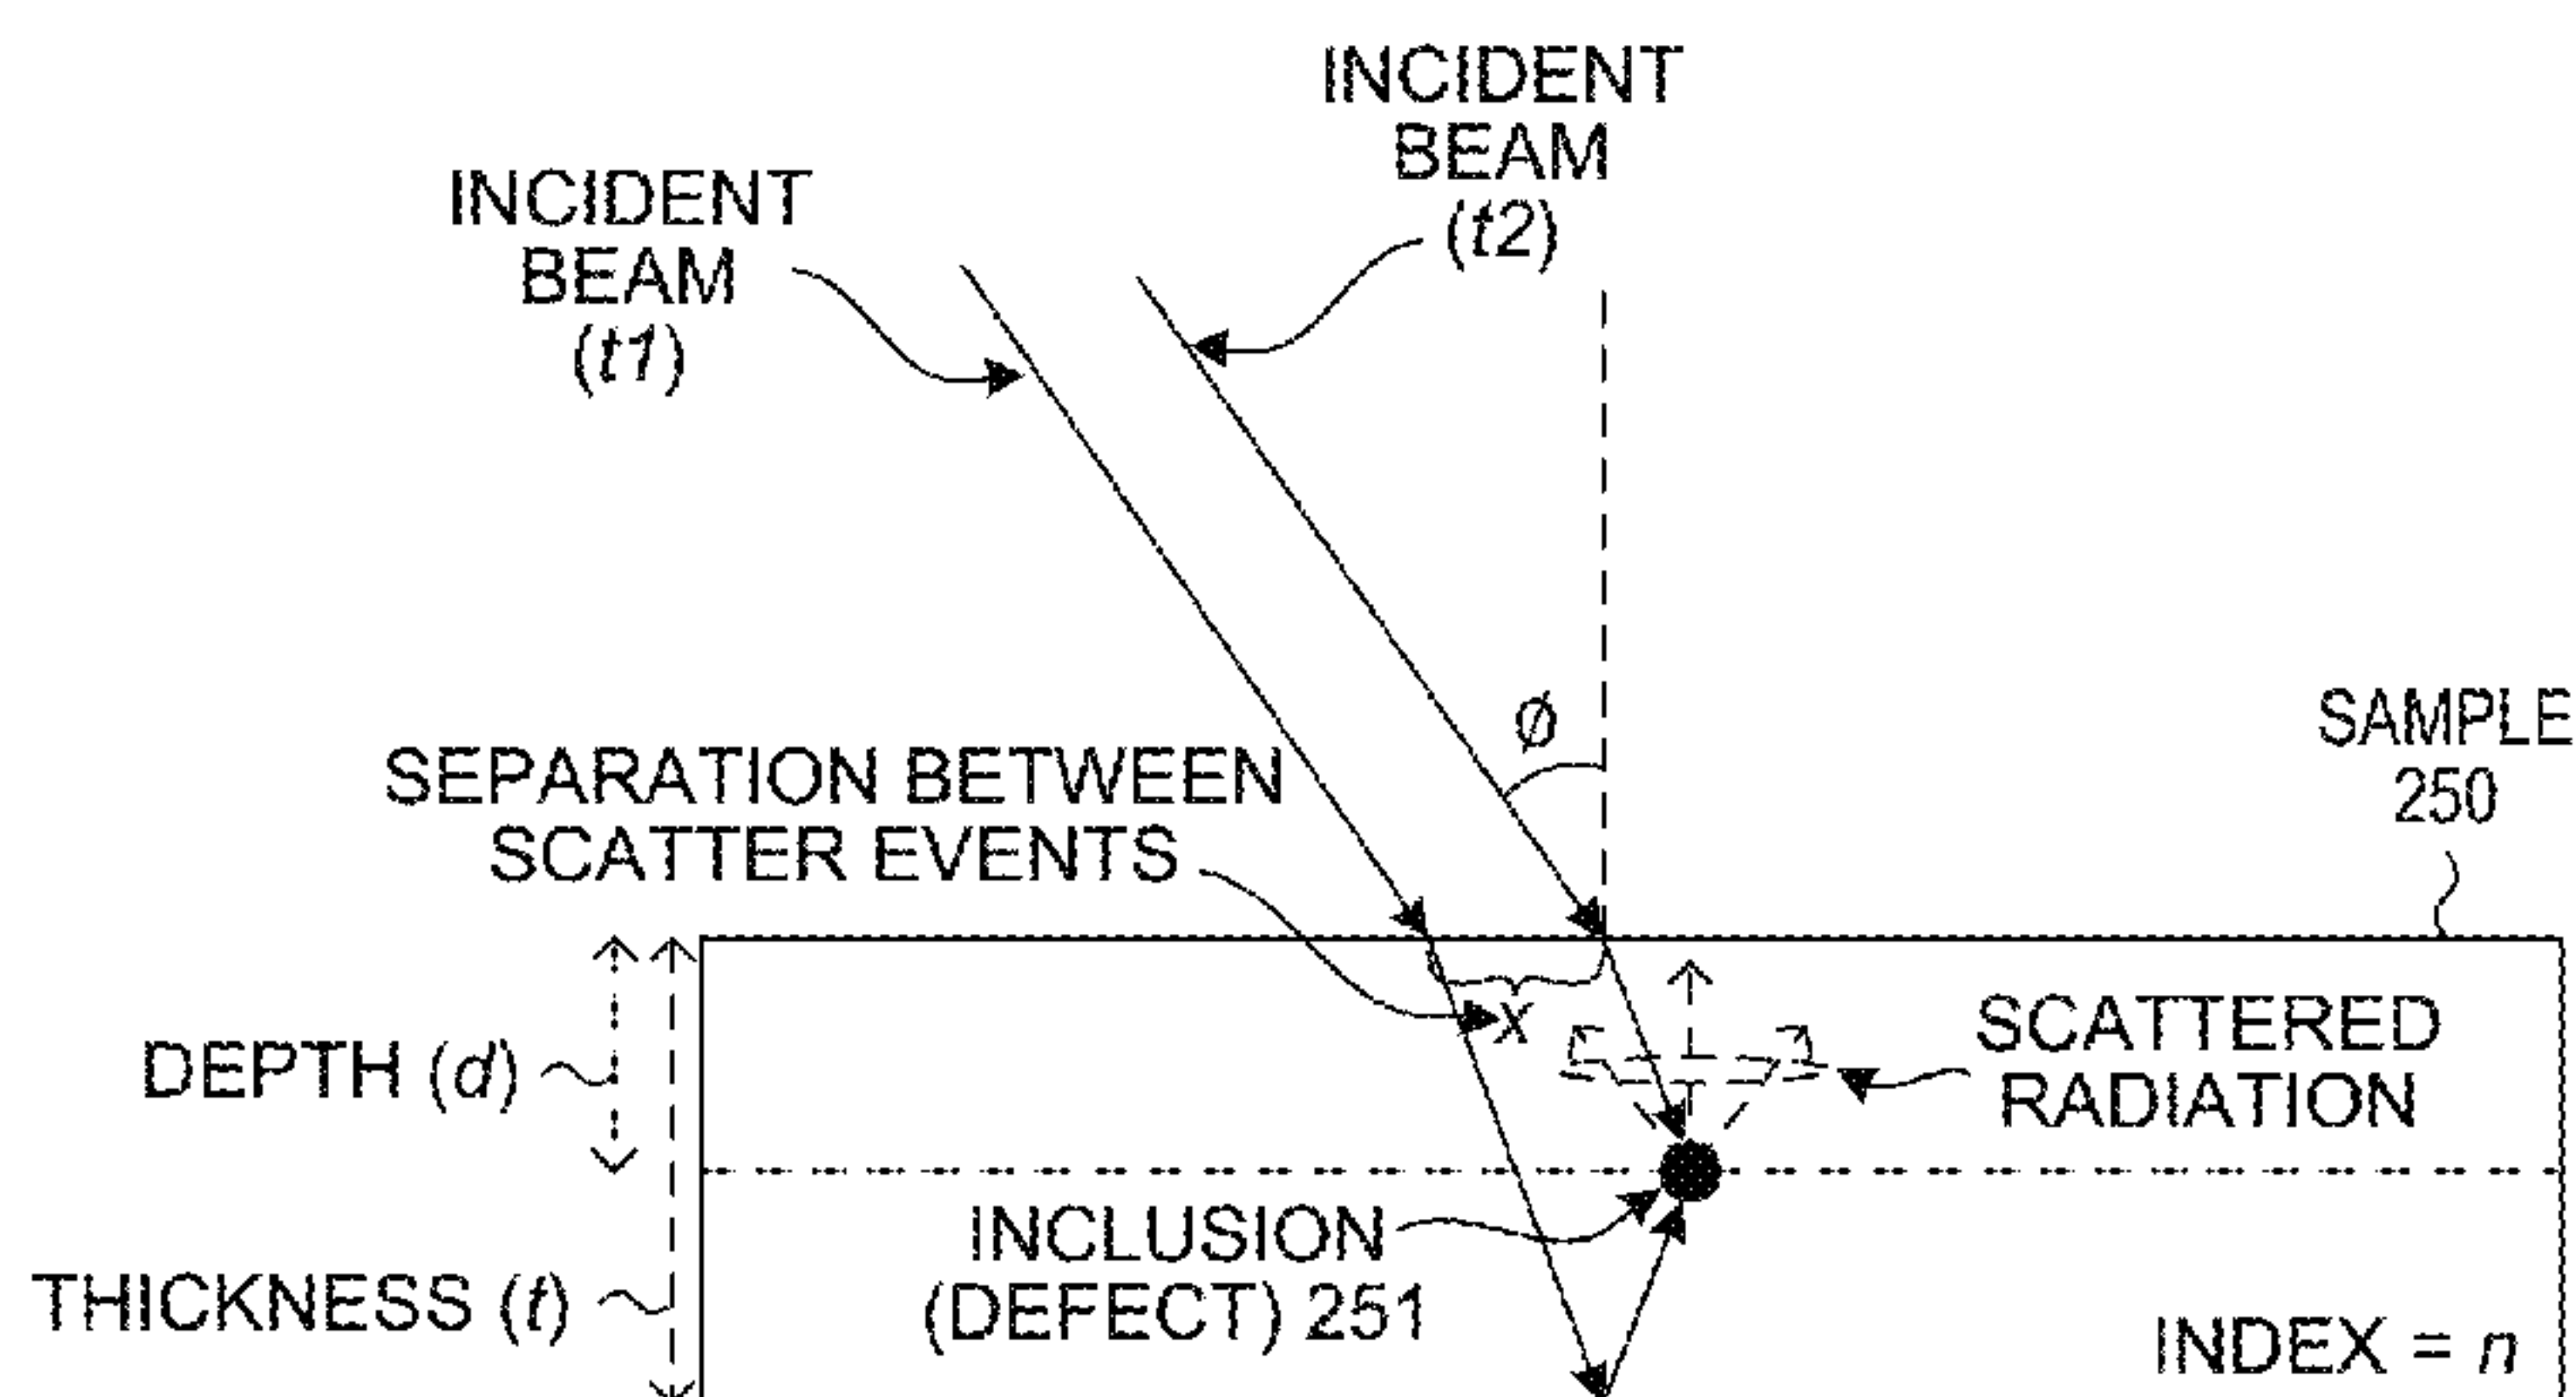 INCIDENT
BEAM
(t2)
INCIDENT
BEAM
(t1)
Ø
SAMPLE
250
SEPARATION BETWEEN
SCATTER EVENTS
x
SCATTERED
RADIATION
DEPTH (d)
INCLUSION
(DEFECT) 251
THICKNESS (t)
INDEX = n